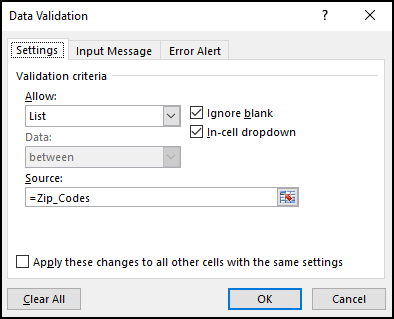 Data Validation ? ×
Settings Input Message Error Alert
Validation criteria
Allow:
List Ignore blank
In-cell dropdown
Data:
between
Source:
=Zip_Codes
Apply these changes to all other cells with the same settings
Clear All OK Cancel